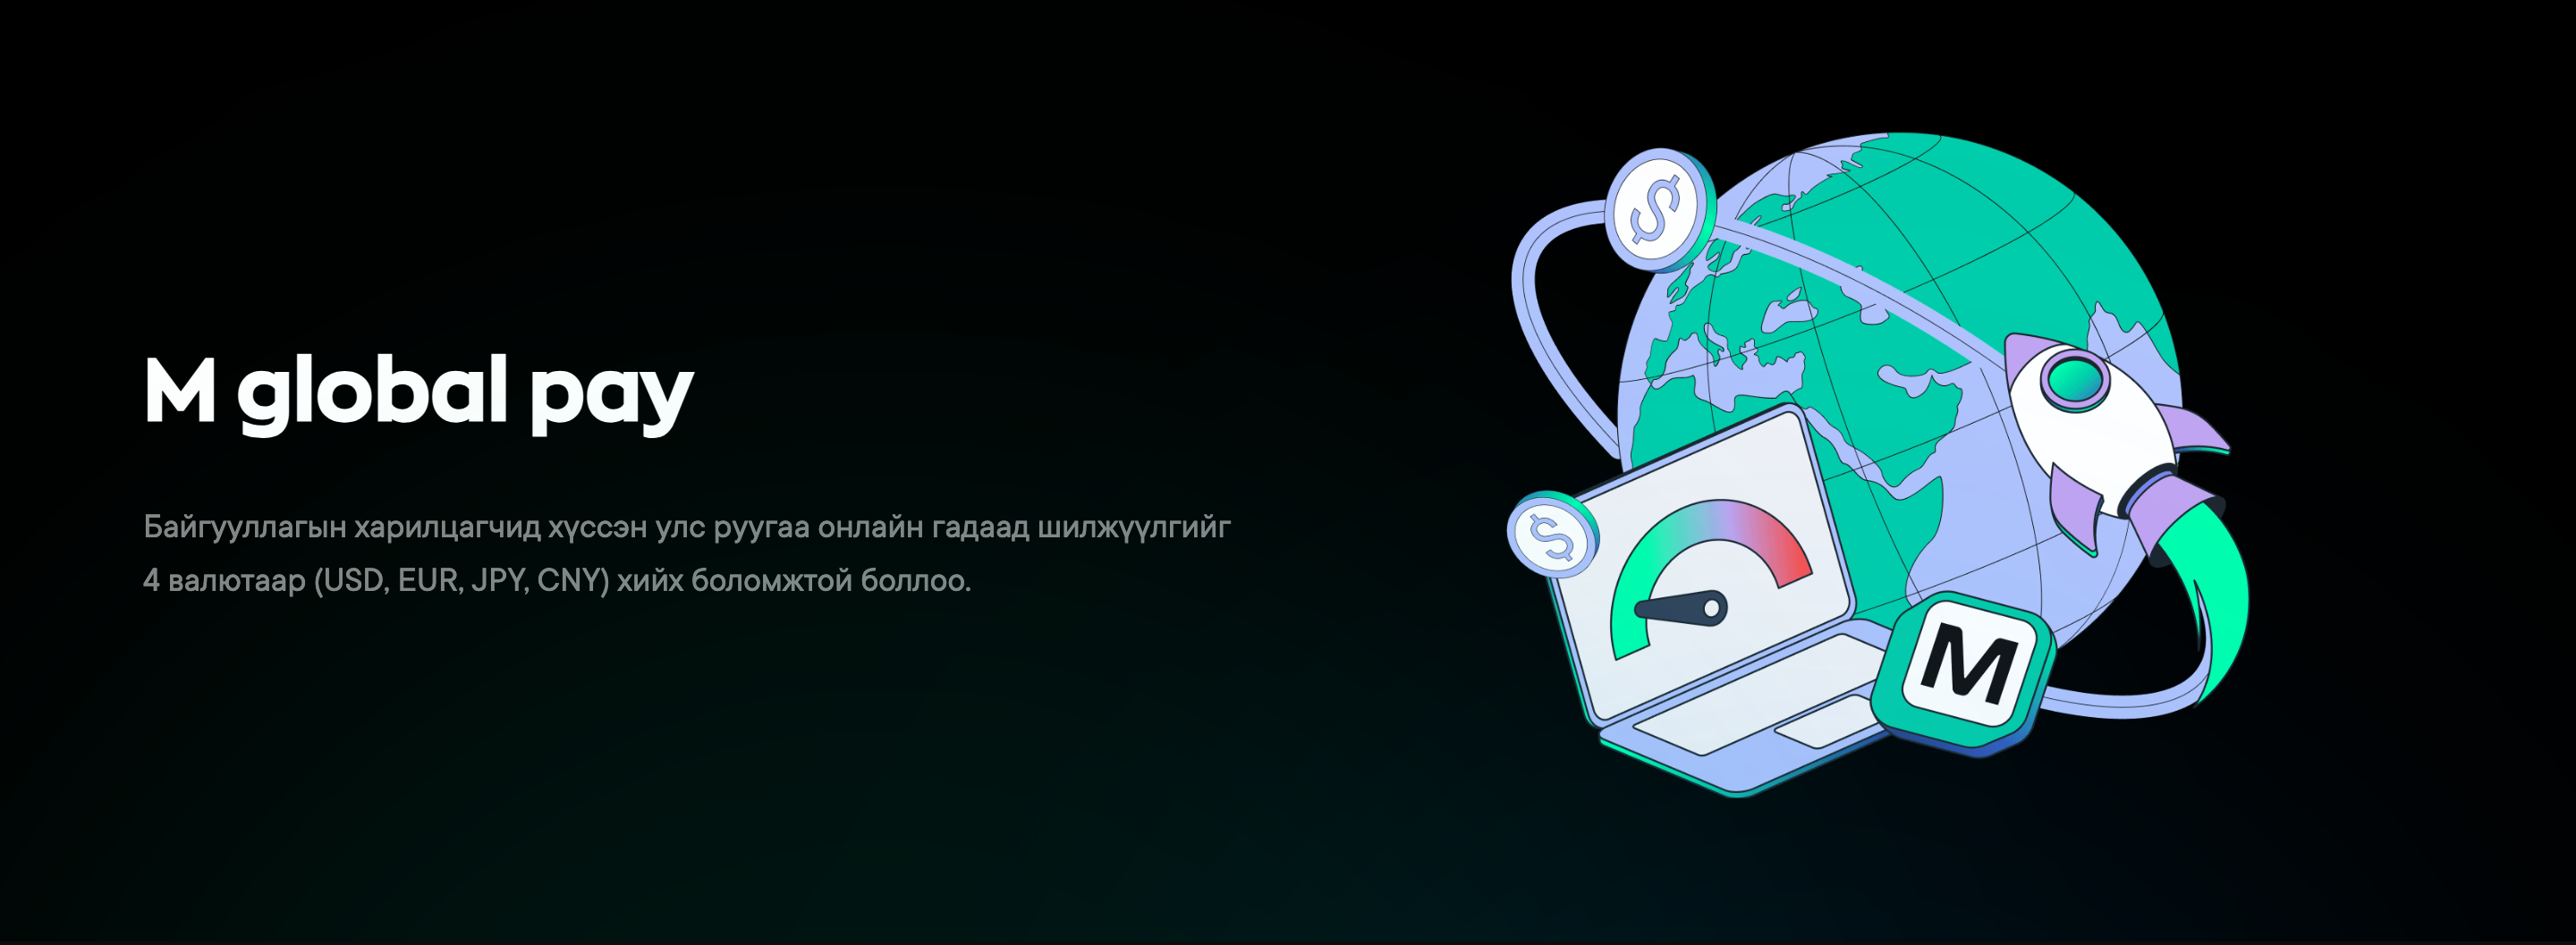 M global pay
Байгууллагын харилцагчид хүссэн улс руугаа онлайн гадаад шилжүүлгийг
4 валютаар (USD, EUR, JPY, CNY) хийх боломжтой боллоо.
$
$
M